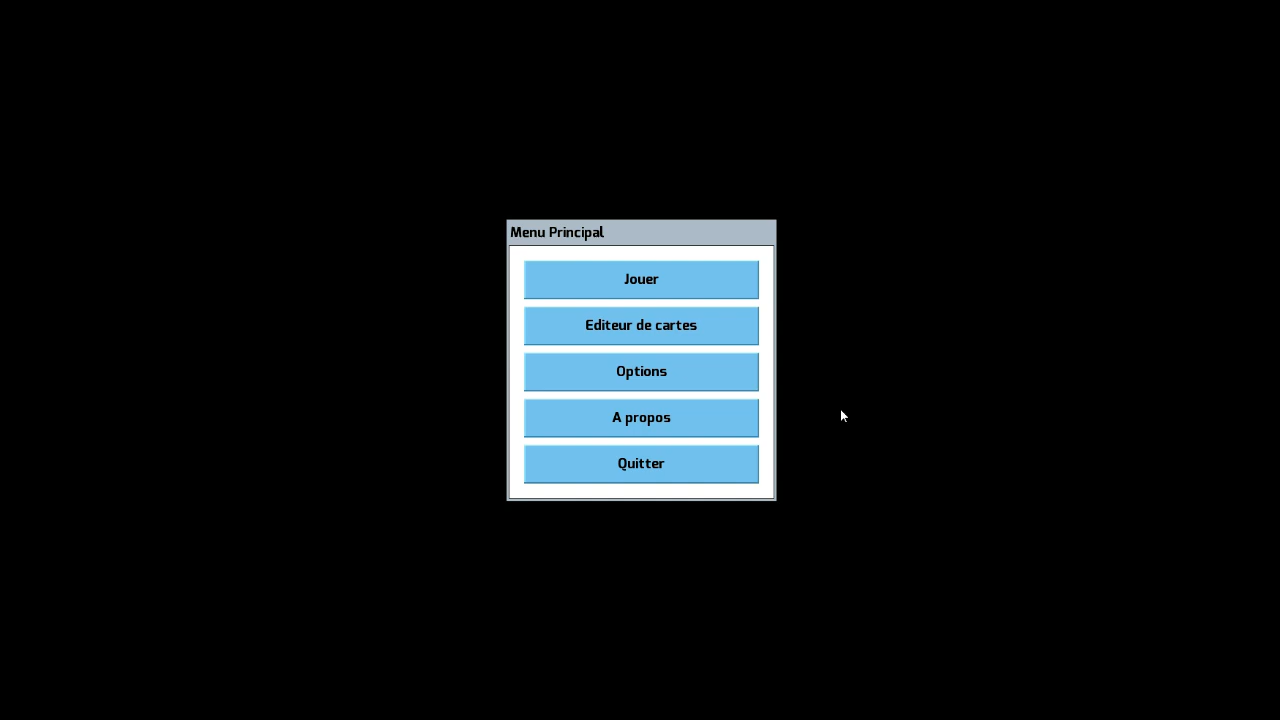 Menu Principal
Jouer
Editeur de cartes
Options
A propos
Quitter